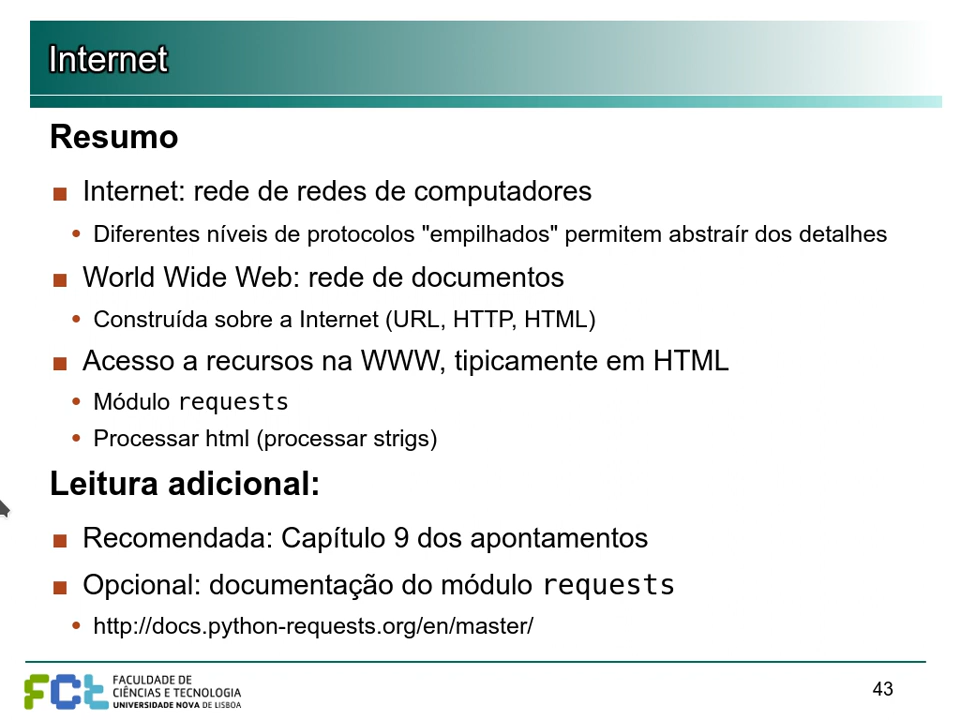 Internet
Resumo
Internet: rede de redes de computadores
Diferentes níveis de protocolos "empilhados" permitem abstraír dos detalhes
World Wide Web: rede de documentos
Construída sobre a Internet (URL, HTTP, HTML)
Acesso a recursos na WWW, tipicamente em HTML
Módulo requests
Processar html (processar strigs)
Leitura adicional:
Recomendada: Capítulo 9 dos apontamentos
Opcional: documentação do módulo requests
http://docs.python-requests.org/en/master/
FCt
FACULDADE DE
CIÊNCIAS E TECNOLOGIA
UNIVERSIDADE NOVA DE LISBOA
43